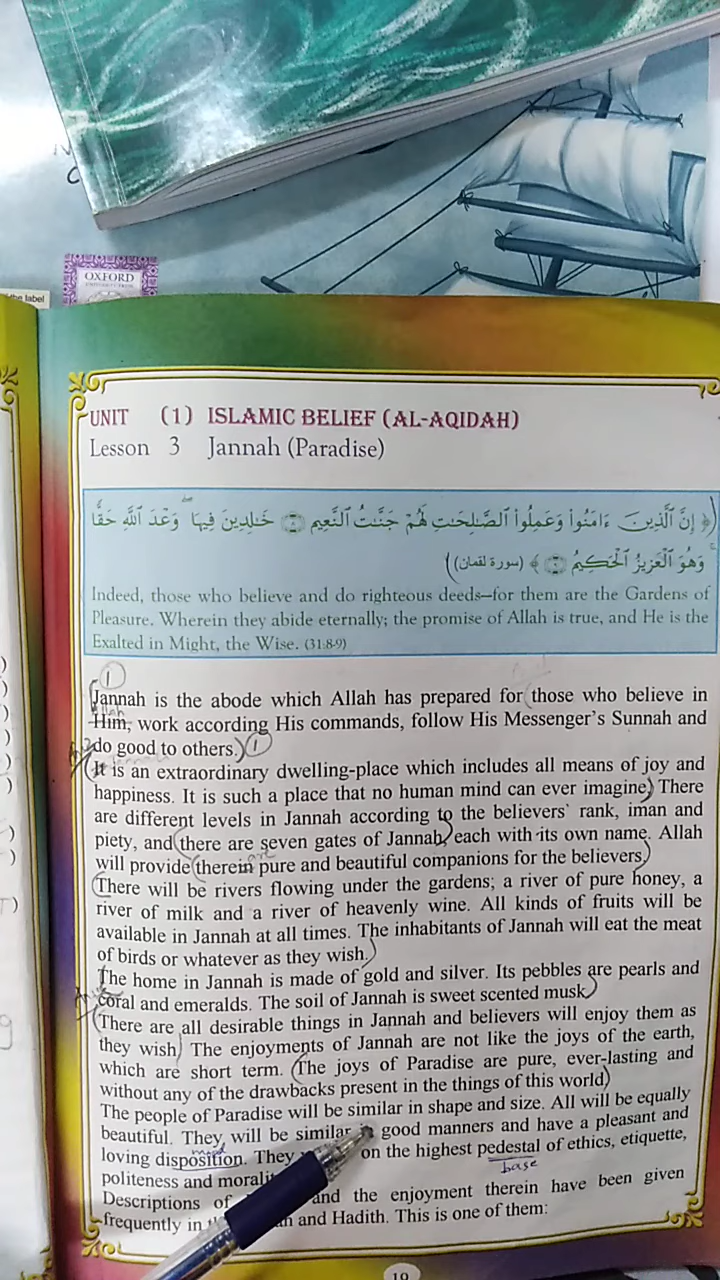 OXFORD
the label
UNIT (1) ISLAMIC BELIEF (AL-AQIDAH)
Lesson 3 Jannah (Paradise)
﴿ إِنَّ ٱلَّذِينَ ءَامَنُوا۟ وَعَمِلُوا۟ ٱلصَّـٰلِحَـٰتِ لَهُمْ جَنَّـٰتُ ٱلنَّعِيمِ ۝ خَـٰلِدِينَ فِيهَا ۖ وَعْدَ ٱللَّهِ حَقًّا ۚ
وَهُوَ ٱلْعَزِيزُ ٱلْحَكِيمُ ۝ ﴾ (سورة لقمان)
Indeed, those who believe and do righteous deeds—for them are the Gardens of
Pleasure. Wherein they abide eternally; the promise of Allah is true, and He is the
Exalted in Might, the Wise. (31:8-9)
1
(Jannah is the abode which Allah has prepared for those who believe in
Allah
Him, work according His commands, follow His Messenger's Sunnah and
do good to others.) 1
(It is an extraordinary dwelling-place which includes all means of joy and
happiness. It is such a place that no human mind can ever imagine) There
are different levels in Jannah according to the believers' rank, iman and
piety, and (there are seven gates of Jannah,) each with its own name. Allah
will provide (therein pure and beautiful companions for the believers)
(There will be rivers flowing under the gardens; a river of pure honey, a
river of milk and a river of heavenly wine. All kinds of fruits will be
available in Jannah at all times. The inhabitants of Jannah will eat the meat
of birds or whatever as they wish.)
The home in Jannah is made of gold and silver. Its pebbles are pearls and
coral and emeralds. The soil of Jannah is sweet scented musk)
(There are all desirable things in Jannah and believers will enjoy them as
they wish) The enjoyments of Jannah are not like the joys of the earth,
which are short term. (The joys of Paradise are pure, ever-lasting and
without any of the drawbacks present in the things of this world)
The people of Paradise will be similar in shape and size. All will be equally
beautiful. They will be similar good manners and have a pleasant and
mood
loving disposition. They on the highest pedestal of ethics, etiquette,
base
politeness and
Descriptions of and the enjoyment therein have been given
frequently in and Hadith. This is one of them:
19